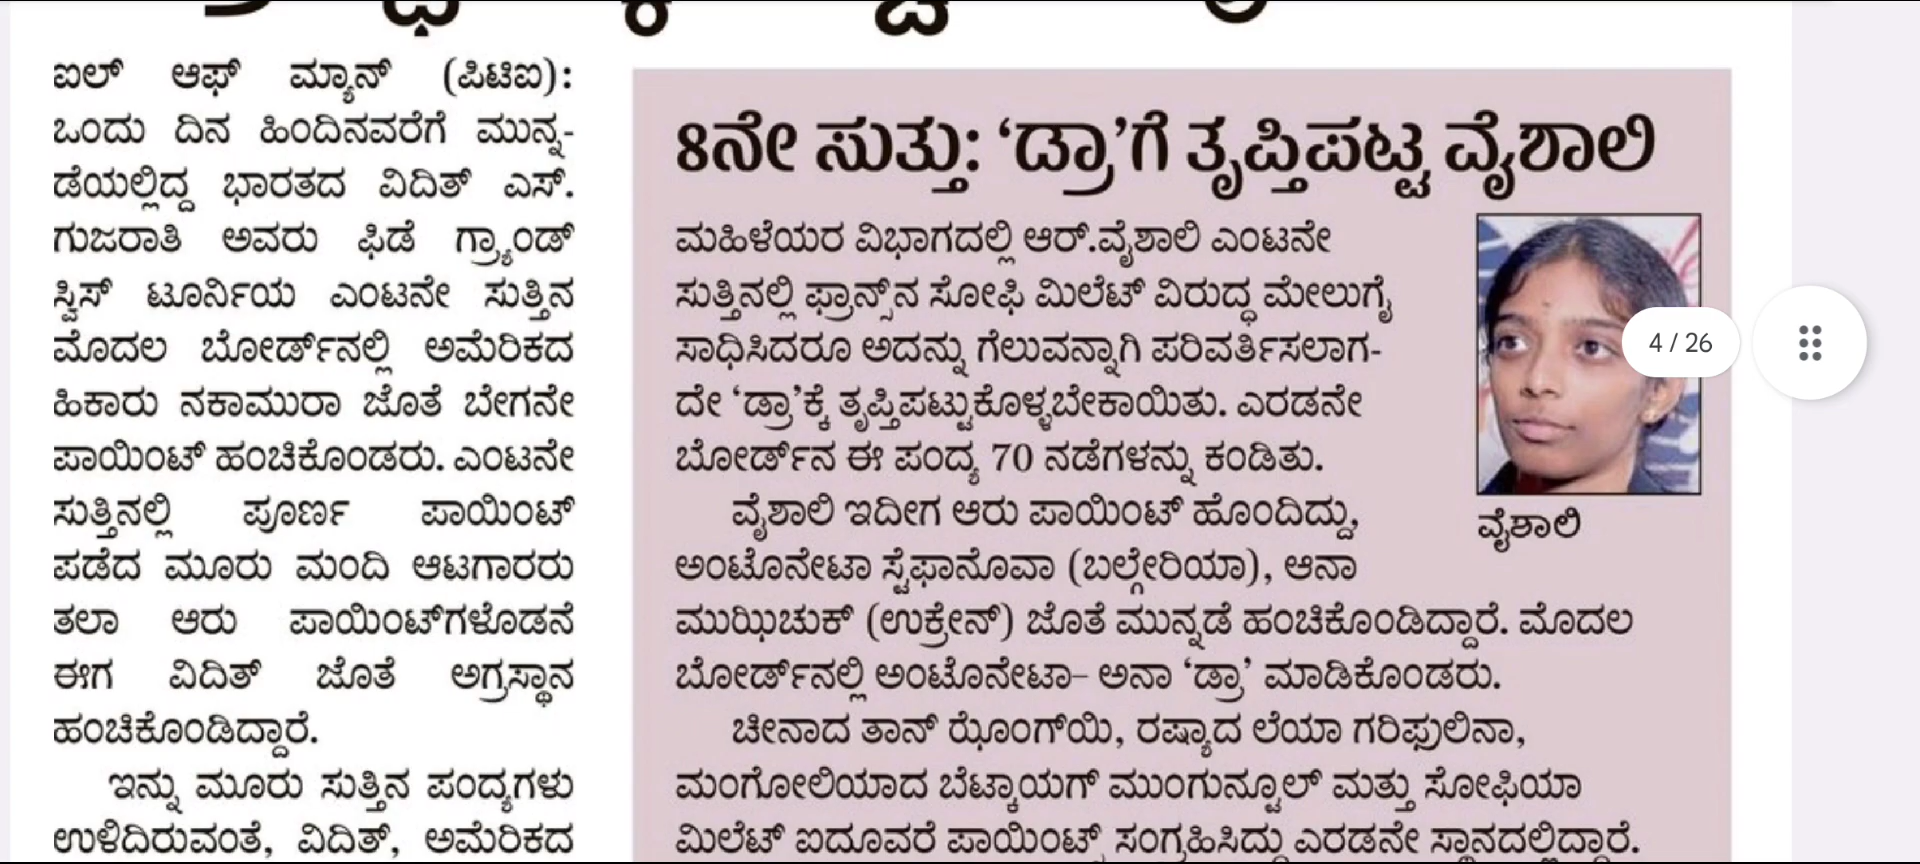 ಐಲ್ ಆಫ್ ಮ್ಯಾನ್ (ಪಿಟಿಐ):
ಒಂದು ದಿನ ಹಿಂದಿನವರೆಗೆ ಮುನ್ನ-
ಡೆಯಲ್ಲಿದ್ದ ಭಾರತದ ವಿದಿತ್ ಎಸ್.
ಗುಜರಾತಿ ಅವರು ಫಿಡೆ ಗ್ರ್ಯಾಂಡ್
ಸ್ವಿಸ್ ಟೂರ್ನಿಯ ಎಂಟನೇ ಸುತ್ತಿನ
ಮೊದಲ ಬೋರ್ಡ್‌ನಲ್ಲಿ ಅಮೆರಿಕದ
ಹಿಕಾರು ನಕಾಮುರಾ ಜೊತೆ ಬೇಗನೇ
ಪಾಯಿಂಟ್ ಹಂಚಿಕೊಂಡರು. ಎಂಟನೇ
ಸುತ್ತಿನಲ್ಲಿ ಪೂರ್ಣ ಪಾಯಿಂಟ್
ಪಡೆದ ಮೂರು ಮಂದಿ ಆಟಗಾರರು
ತಲಾ ಆರು ಪಾಯಿಂಟ್‌ಗಳೊಡನೆ
ಈಗ ವಿದಿತ್ ಜೊತೆ ಅಗ್ರಸ್ಥಾನ
ಹಂಚಿಕೊಂಡಿದ್ದಾರೆ.
ಇನ್ನು ಮೂರು ಸುತ್ತಿನ ಪಂದ್ಯಗಳು
ಉಳಿದಿರುವಂತೆ, ವಿದಿತ್, ಅಮೆರಿಕದ
8ನೇ ಸುತ್ತು: ‘ಡ್ರಾ’ಗೆ ತೃಪ್ತಿಪಟ್ಟ ವೈಶಾಲಿ
ಮಹಿಳೆಯರ ವಿಭಾಗದಲ್ಲಿ ಆರ್.ವೈಶಾಲಿ ಎಂಟನೇ
ಸುತ್ತಿನಲ್ಲಿ ಫ್ರಾನ್ಸ್‌ನ ಸೋಫಿ ಮಿಲೆಟ್ ವಿರುದ್ಧ ಮೇಲುಗೈ
ಸಾಧಿಸಿದರೂ ಅದನ್ನು ಗೆಲುವನ್ನಾಗಿ ಪರಿವರ್ತಿಸಲಾಗ-
ದೇ ‘ಡ್ರಾ’ಕ್ಕೆ ತೃಪ್ತಿಪಟ್ಟುಕೊಳ್ಳಬೇಕಾಯಿತು. ಎರಡನೇ
ಬೋರ್ಡ್‌ನ ಈ ಪಂದ್ಯ 70 ನಡೆಗಳನ್ನು ಕಂಡಿತು.
ವೈಶಾಲಿ ಇದೀಗ ಆರು ಪಾಯಿಂಟ್ ಹೊಂದಿದ್ದು,
ಅಂಟೊನೇಟಾ ಸ್ಟೆಫಾನೊವಾ (ಬಲ್ಗೇರಿಯಾ), ಆನಾ
ಮುಝಿಚುಕ್ (ಉಕ್ರೇನ್) ಜೊತೆ ಮುನ್ನಡೆ ಹಂಚಿಕೊಂಡಿದ್ದಾರೆ. ಮೊದಲ
ಬೋರ್ಡ್‌ನಲ್ಲಿ ಅಂಟೊನೇಟಾ– ಅನಾ ‘ಡ್ರಾ’ ಮಾಡಿಕೊಂಡರು.
ಚೀನಾದ ತಾನ್ ಝೊಂಗ್‌ಯಿ, ರಷ್ಯಾದ ಲೆಯಾ ಗರಿಫುಲಿನಾ,
ಮಂಗೋಲಿಯಾದ ಬೆಟ್ಕಾಯಗ್ ಮುಂಗುನ್ಟೂಲ್ ಮತ್ತು ಸೋಫಿಯಾ
ಮಿಲೆಟ್ ಐದೂವರೆ ಪಾಯಿಂಟ್ಸ್ ಸಂಗ್ರಹಿಸಿದ್ದು ಎರಡನೇ ಸ್ಥಾನದಲ್ಲಿದ್ದಾರೆ.
ವೈಶಾಲಿ
4 / 26